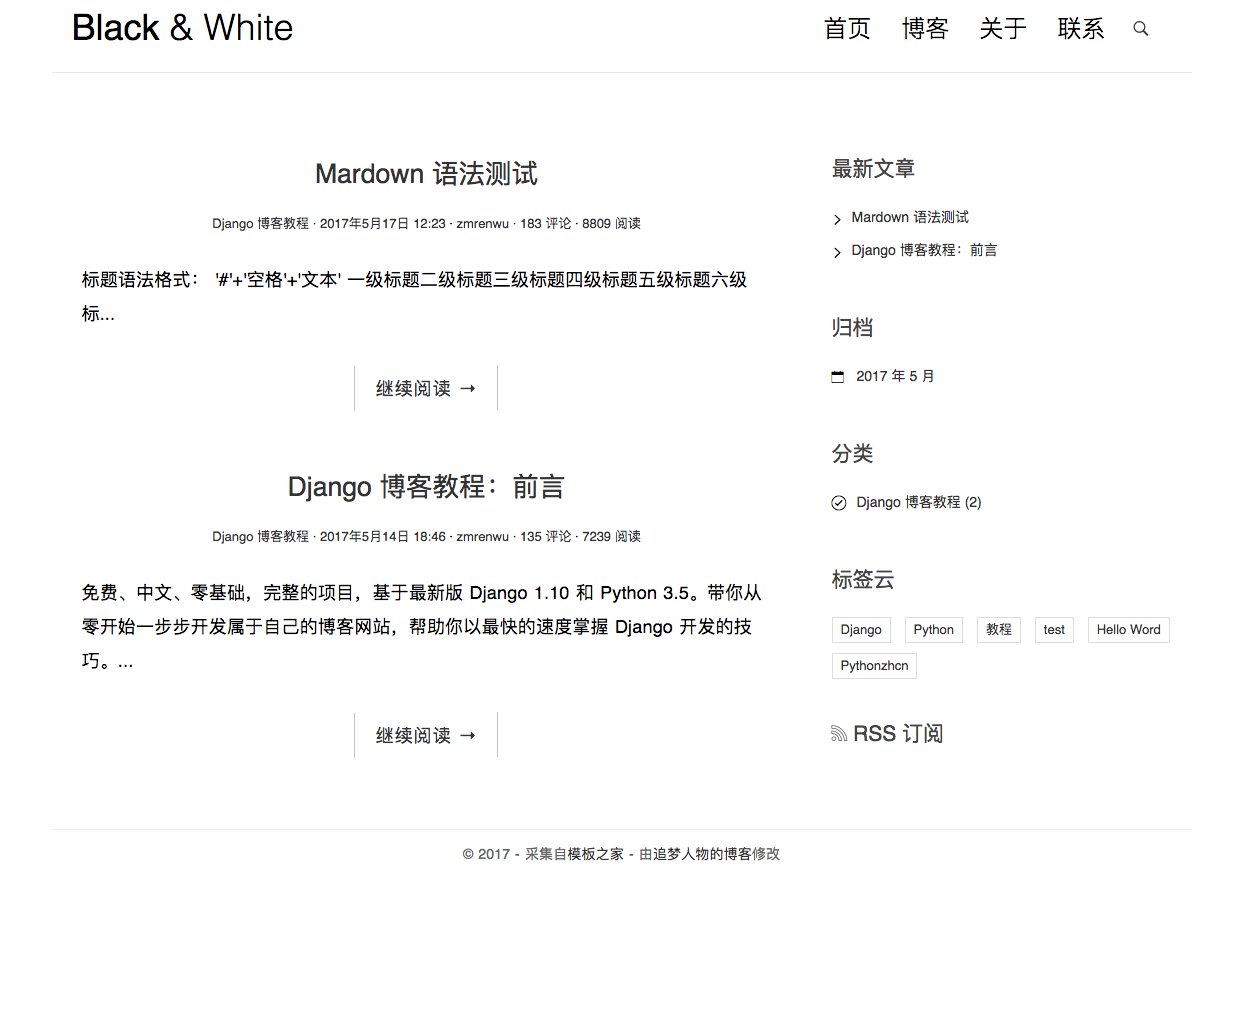 Black & White
首页 博客 关于 联系
Mardown 语法测试
Django 博客教程 · 2017年5月17日 12:23 · zmrenwu · 183 评论 · 8809 阅读
标题语法格式： '#'+'空格'+'文本' 一级标题二级标题三级标题四级标题五级标题六级
标...
继续阅读 →
Django 博客教程：前言
Django 博客教程 · 2017年5月14日 18:46 · zmrenwu · 135 评论 · 7239 阅读
免费、中文、零基础，完整的项目，基于最新版 Django 1.10 和 Python 3.5。带你从
零开始一步步开发属于自己的博客网站，帮助你以最快的速度掌握 Django 开发的技
巧。...
继续阅读 →
最新文章
Mardown 语法测试
Django 博客教程：前言
归档
2017 年 5 月
分类
Django 博客教程 (2)
标签云
Django Python 教程 test Hello Word
Pythonzhcn
RSS 订阅
© 2017 - 采集自模板之家 - 由追梦人物的博客修改